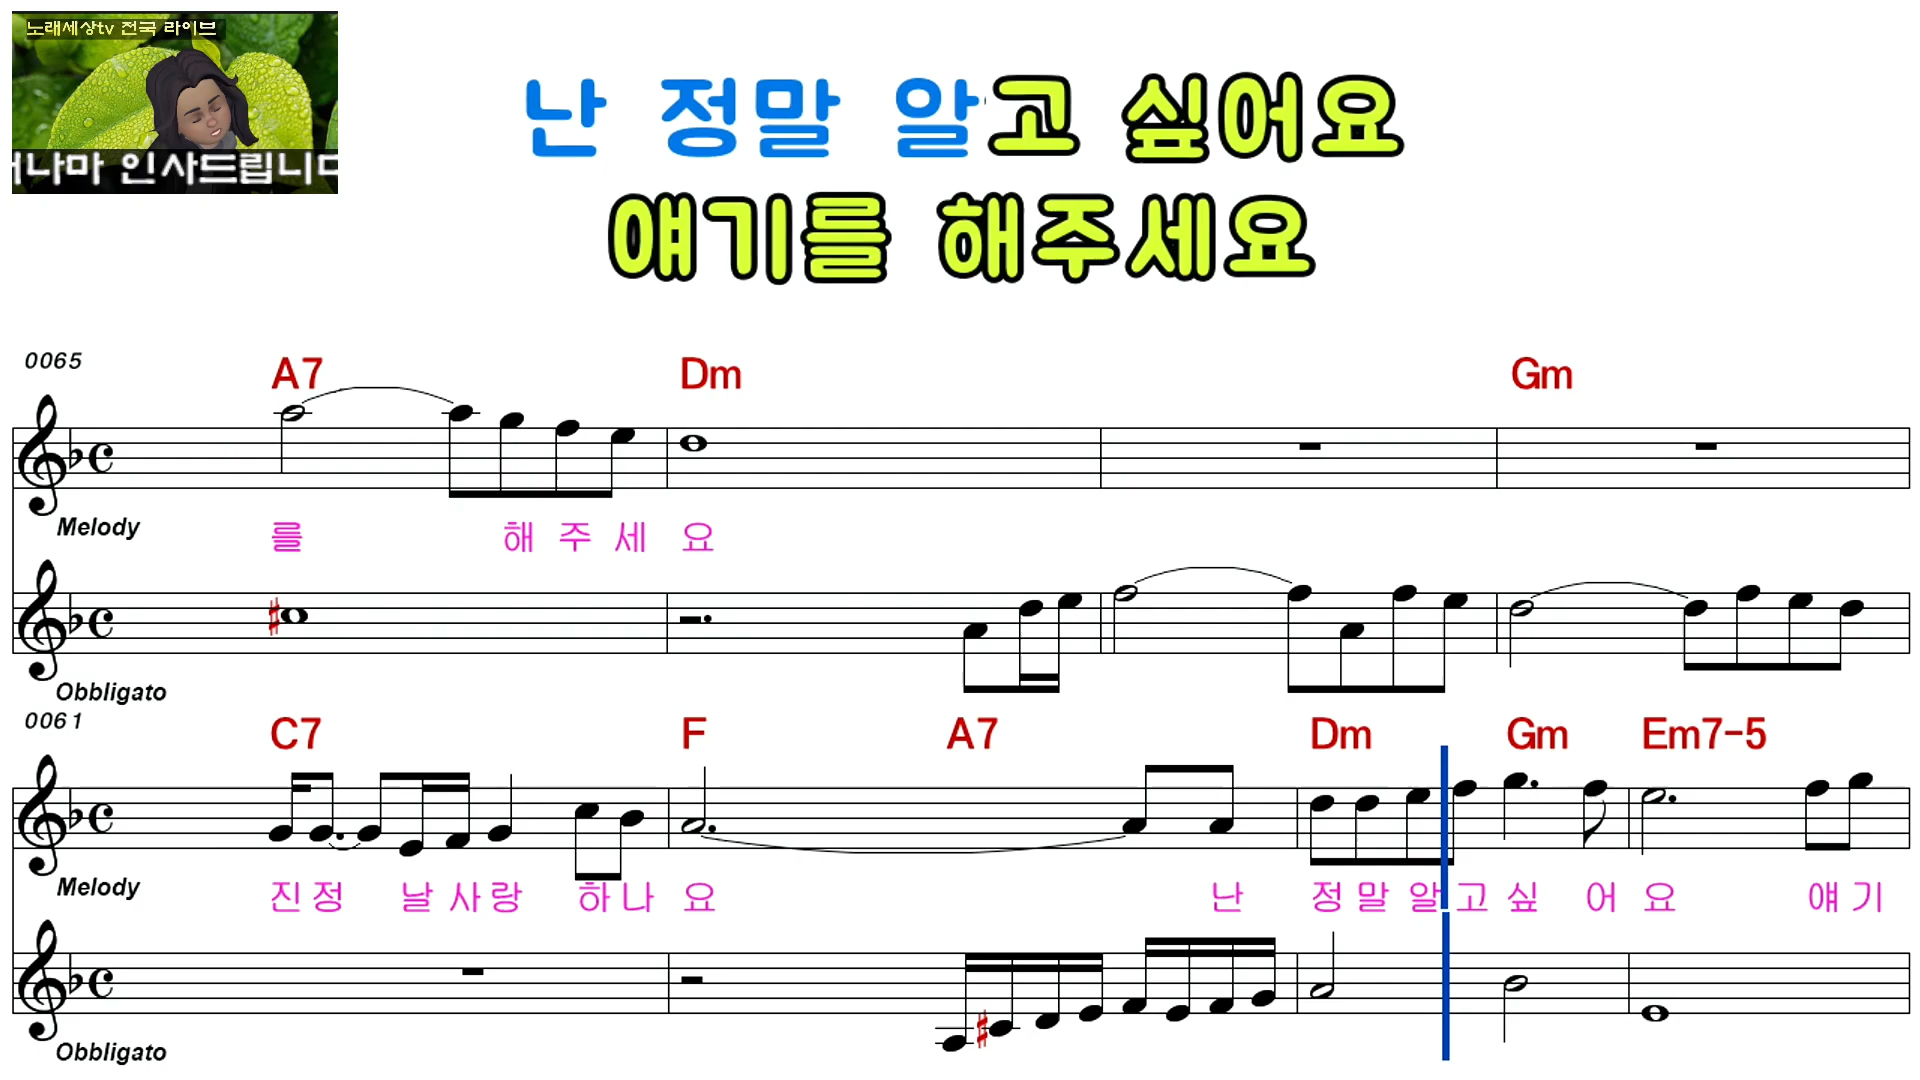 노래세상tv 전국 라이브
나마 인사드립니다
난 정말 알고 싶어요
얘기를 해주세요
0065
A7 Dm Gm
Melody
를 해 주 세 요
Obbligato
0061
C7 F A7 Dm Gm Em7-5
Melody
진 정 날 사 랑 하 나 요 난 정 말 알 고 싶 어 요 얘 기
Obbligato